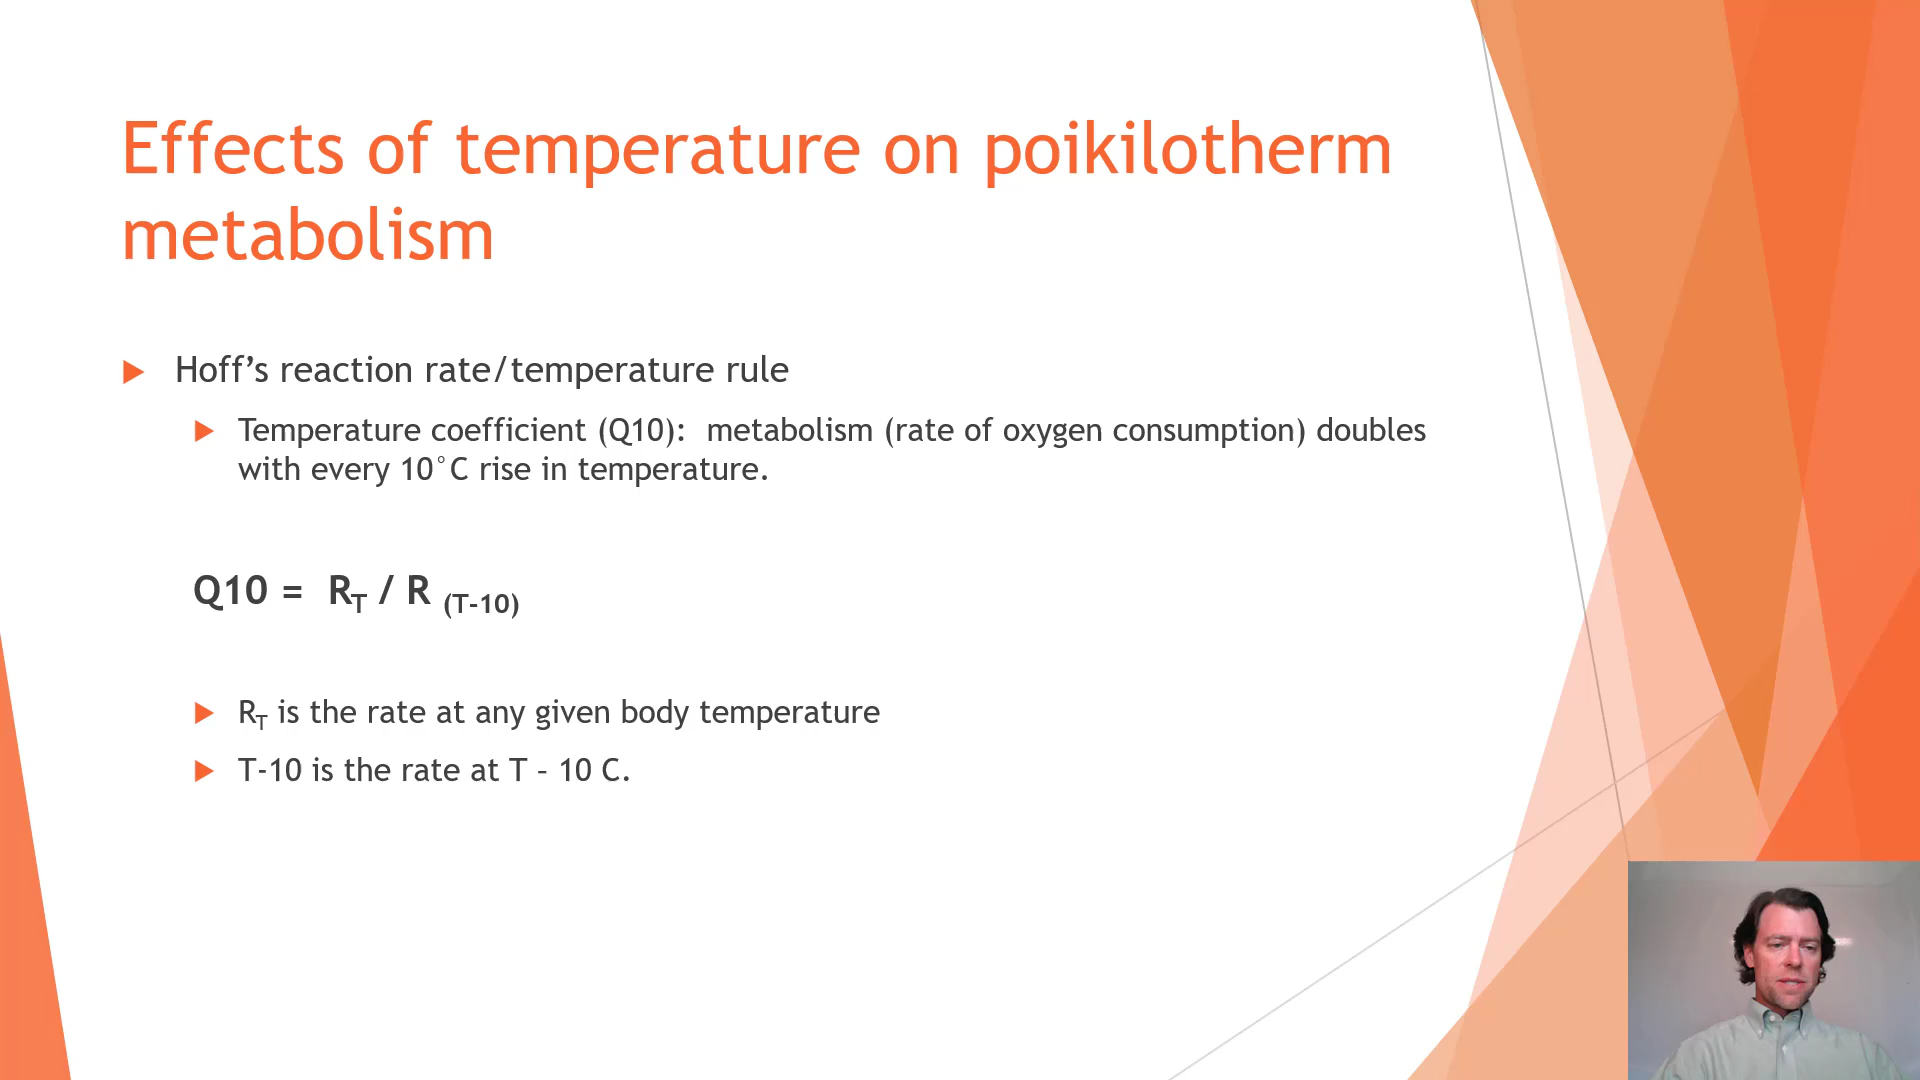 Effects of temperature on poikilotherm
metabolism
Hoff’s reaction rate/temperature rule
Temperature coefficient (Q10):  metabolism (rate of oxygen consumption) doubles
with every 10°C rise in temperature.
Q10 =  RT / R (T-10)
RT is the rate at any given body temperature
T-10 is the rate at T – 10 C.